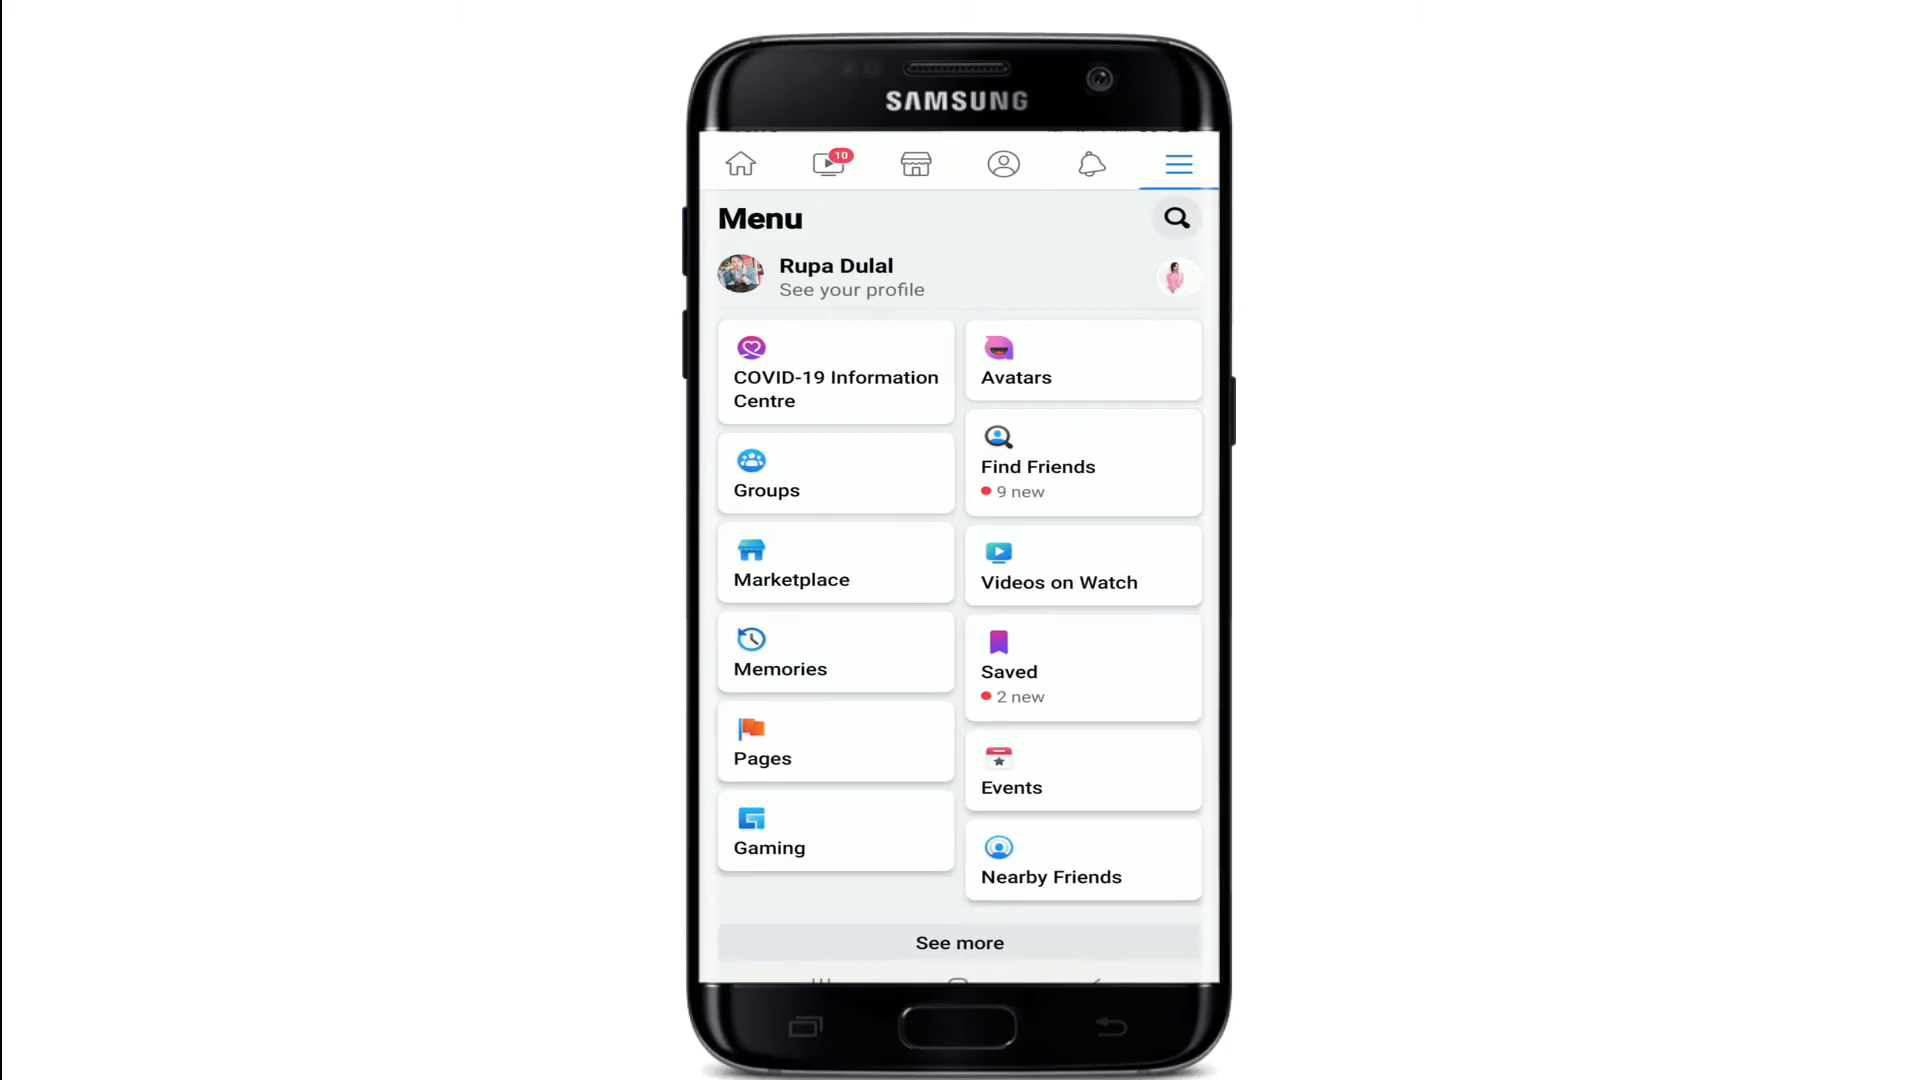 SAMSUNG
10
Menu
Rupa Dulal
See your profile
COVID-19 Information
Centre
Avatars
Groups
Find Friends
9 new
Marketplace
Videos on Watch
Memories
Saved
2 new
Pages
Events
Gaming
Nearby Friends
See more